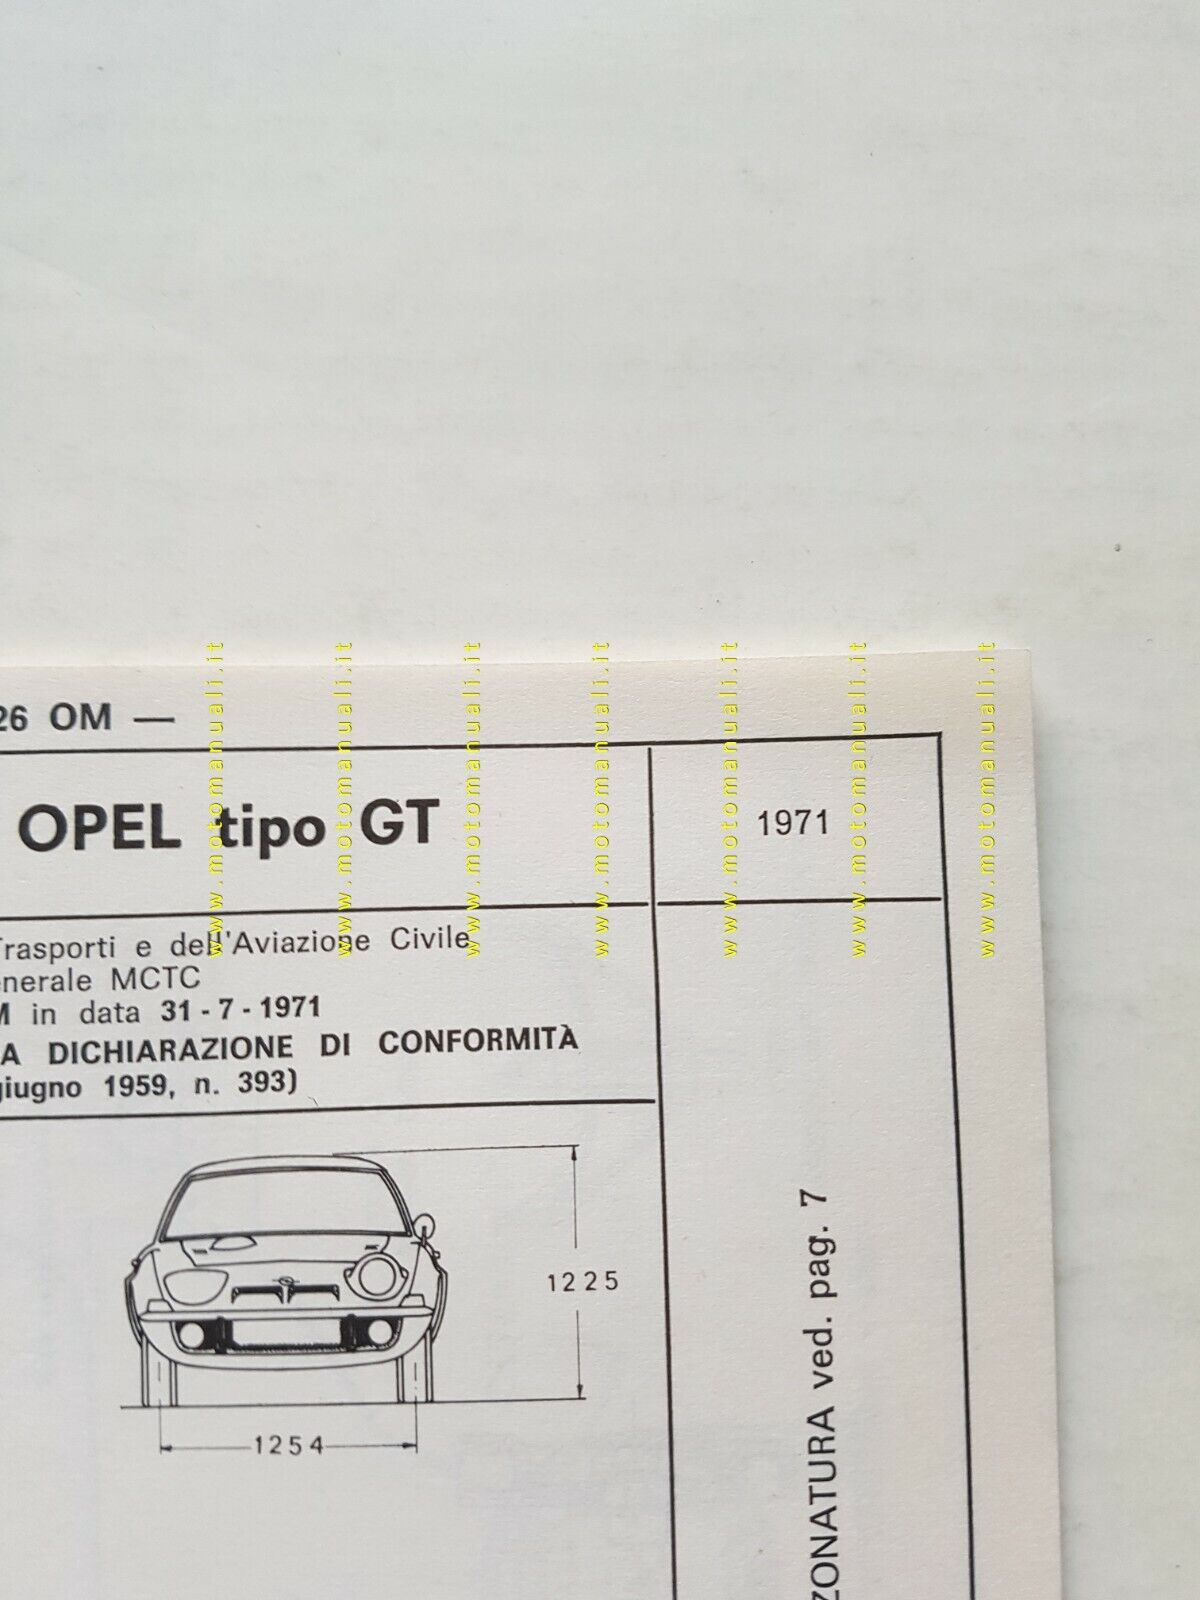 26 OM —
OPEL tipo GT
1971
Trasporti e dell'Aviazione Civile
enerale MCTC
M in data 31 - 7 - 1971
A DICHIARAZIONE DI CONFORMITÀ
giugno 1959, n. 393)
1225
1254
ZONATURA ved. pag. 7
www.motomanuali.it
www.motomanuali.it
www.motomanuali.it
www.motomanuali.it
www.motomanuali.it
www.motomanuali.it
www.motomanuali.it